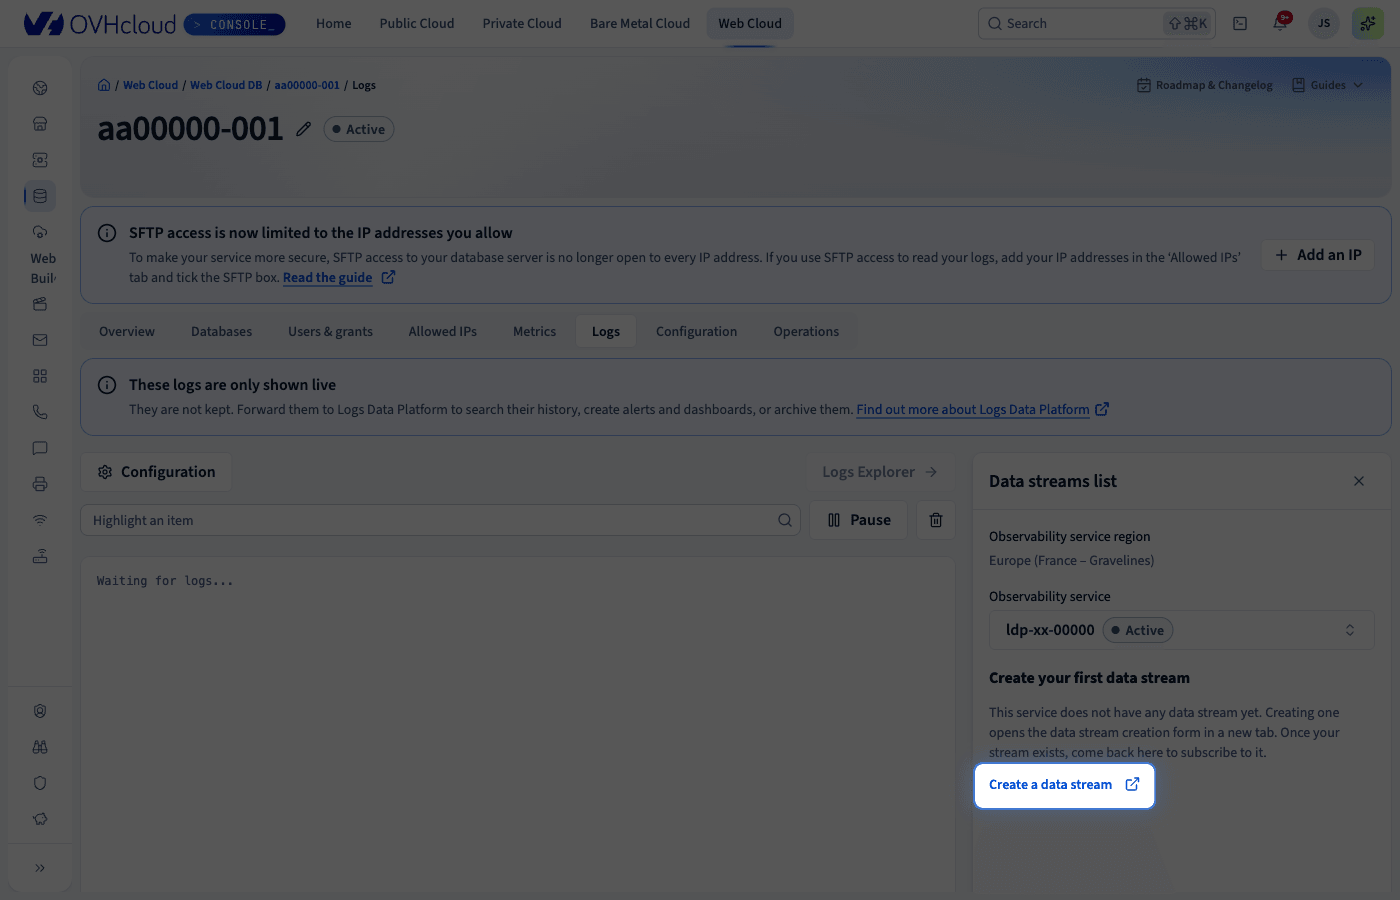 OVHcloud > CONSOLE_ Home Public Cloud Private Cloud Bare Metal Cloud Web Cloud Search ⇧⌘K 9+ JS
/ Web Cloud / Web Cloud DB / aa00000-001 / Logs Roadmap & Changelog Guides
aa00000-001 Active
SFTP access is now limited to the IP addresses you allow
To make your service more secure, SFTP access to your database server is no longer open to every IP address. If you use SFTP access to read your logs, add your IP addresses in the 'Allowed IPs'
tab and tick the SFTP box. Read the guide
Add an IP
Web
Buil
Overview Databases Users & grants Allowed IPs Metrics Logs Configuration Operations
These logs are only shown live
They are not kept. Forward them to Logs Data Platform to search their history, create alerts and dashboards, or archive them. Find out more about Logs Data Platform
Configuration Logs Explorer
Highlight an item Pause
Waiting for logs...
Data streams list
Observability service region
Europe (France – Gravelines)
Observability service
ldp-xx-00000 Active
Create your first data stream
This service does not have any data stream yet. Creating one
opens the data stream creation form in a new tab. Once your
stream exists, come back here to subscribe to it.
Create a data stream